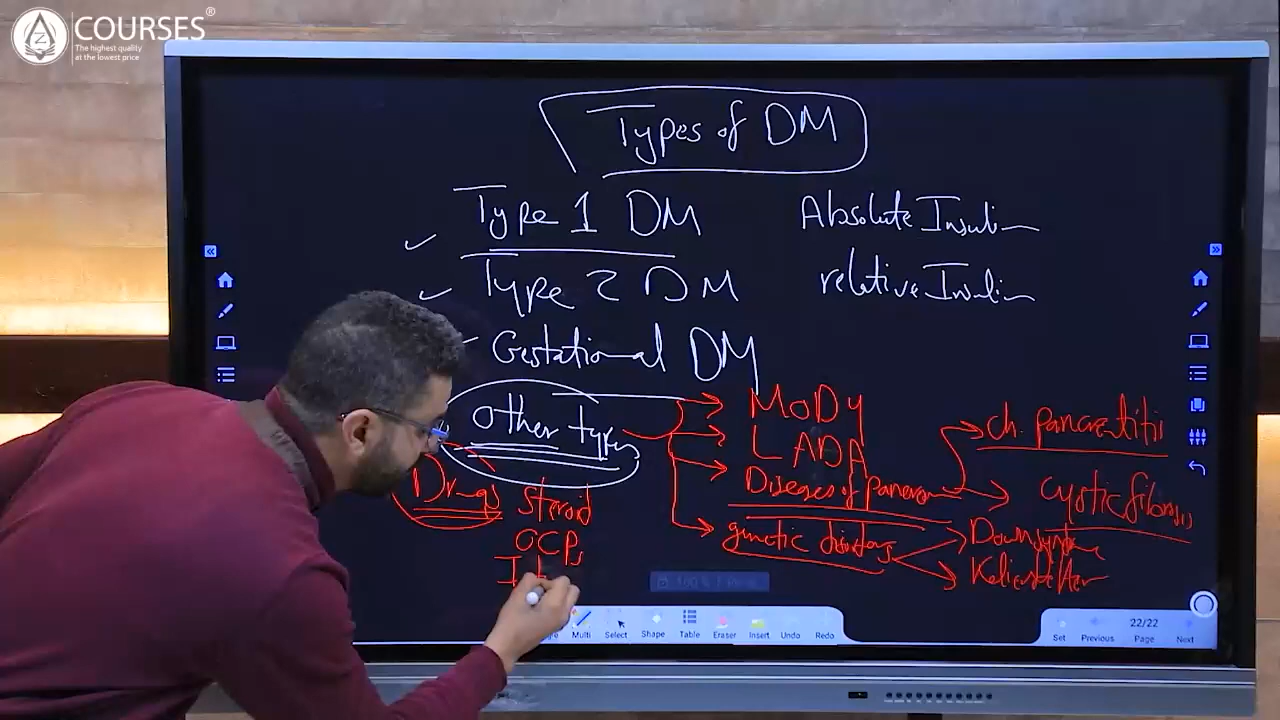 Z COURSES®
The highest quality
at the lowest price
Types of DM
Type 1 DM Absolute Insulin
Type 2 DM relative Insulin
Gestational DM
other types
MODY
LADA
Diseases of Pancreas
ch. pancreatitis
cystic fibrosis
genetic disorders
Down syndrome
Drugs
steroid
OCPs
Multi Select Shape Table Eraser Insert Undo Redo
22/22
Set Previous Page Next